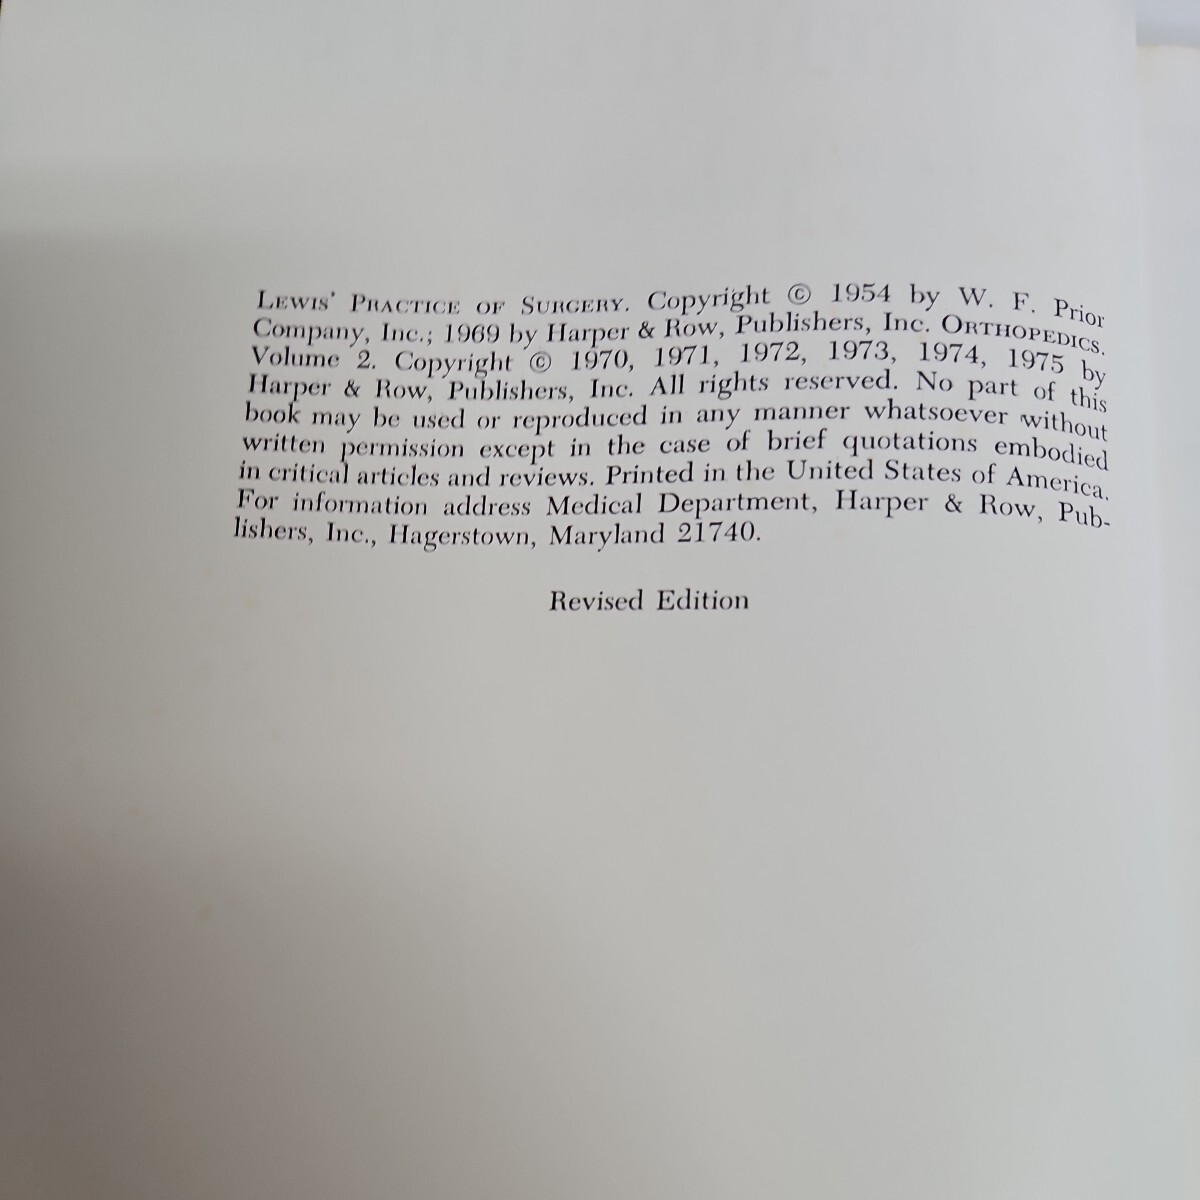 LEWIS' PRACTICE OF SURGERY. Copyright © 1954 by W. F. Prior
Company, Inc.; 1969 by Harper & Row, Publishers, Inc. ORTHOPEDICS.
Volume 2. Copyright © 1970, 1971, 1972, 1973, 1974, 1975 by
Harper & Row, Publishers, Inc. All rights reserved. No part of this
book may be used or reproduced in any manner whatsoever without
written permission except in the case of brief quotations embodied
in critical articles and reviews. Printed in the United States of America.
For information address Medical Department, Harper & Row, Pub-
lishers, Inc., Hagerstown, Maryland 21740.
Revised Edition